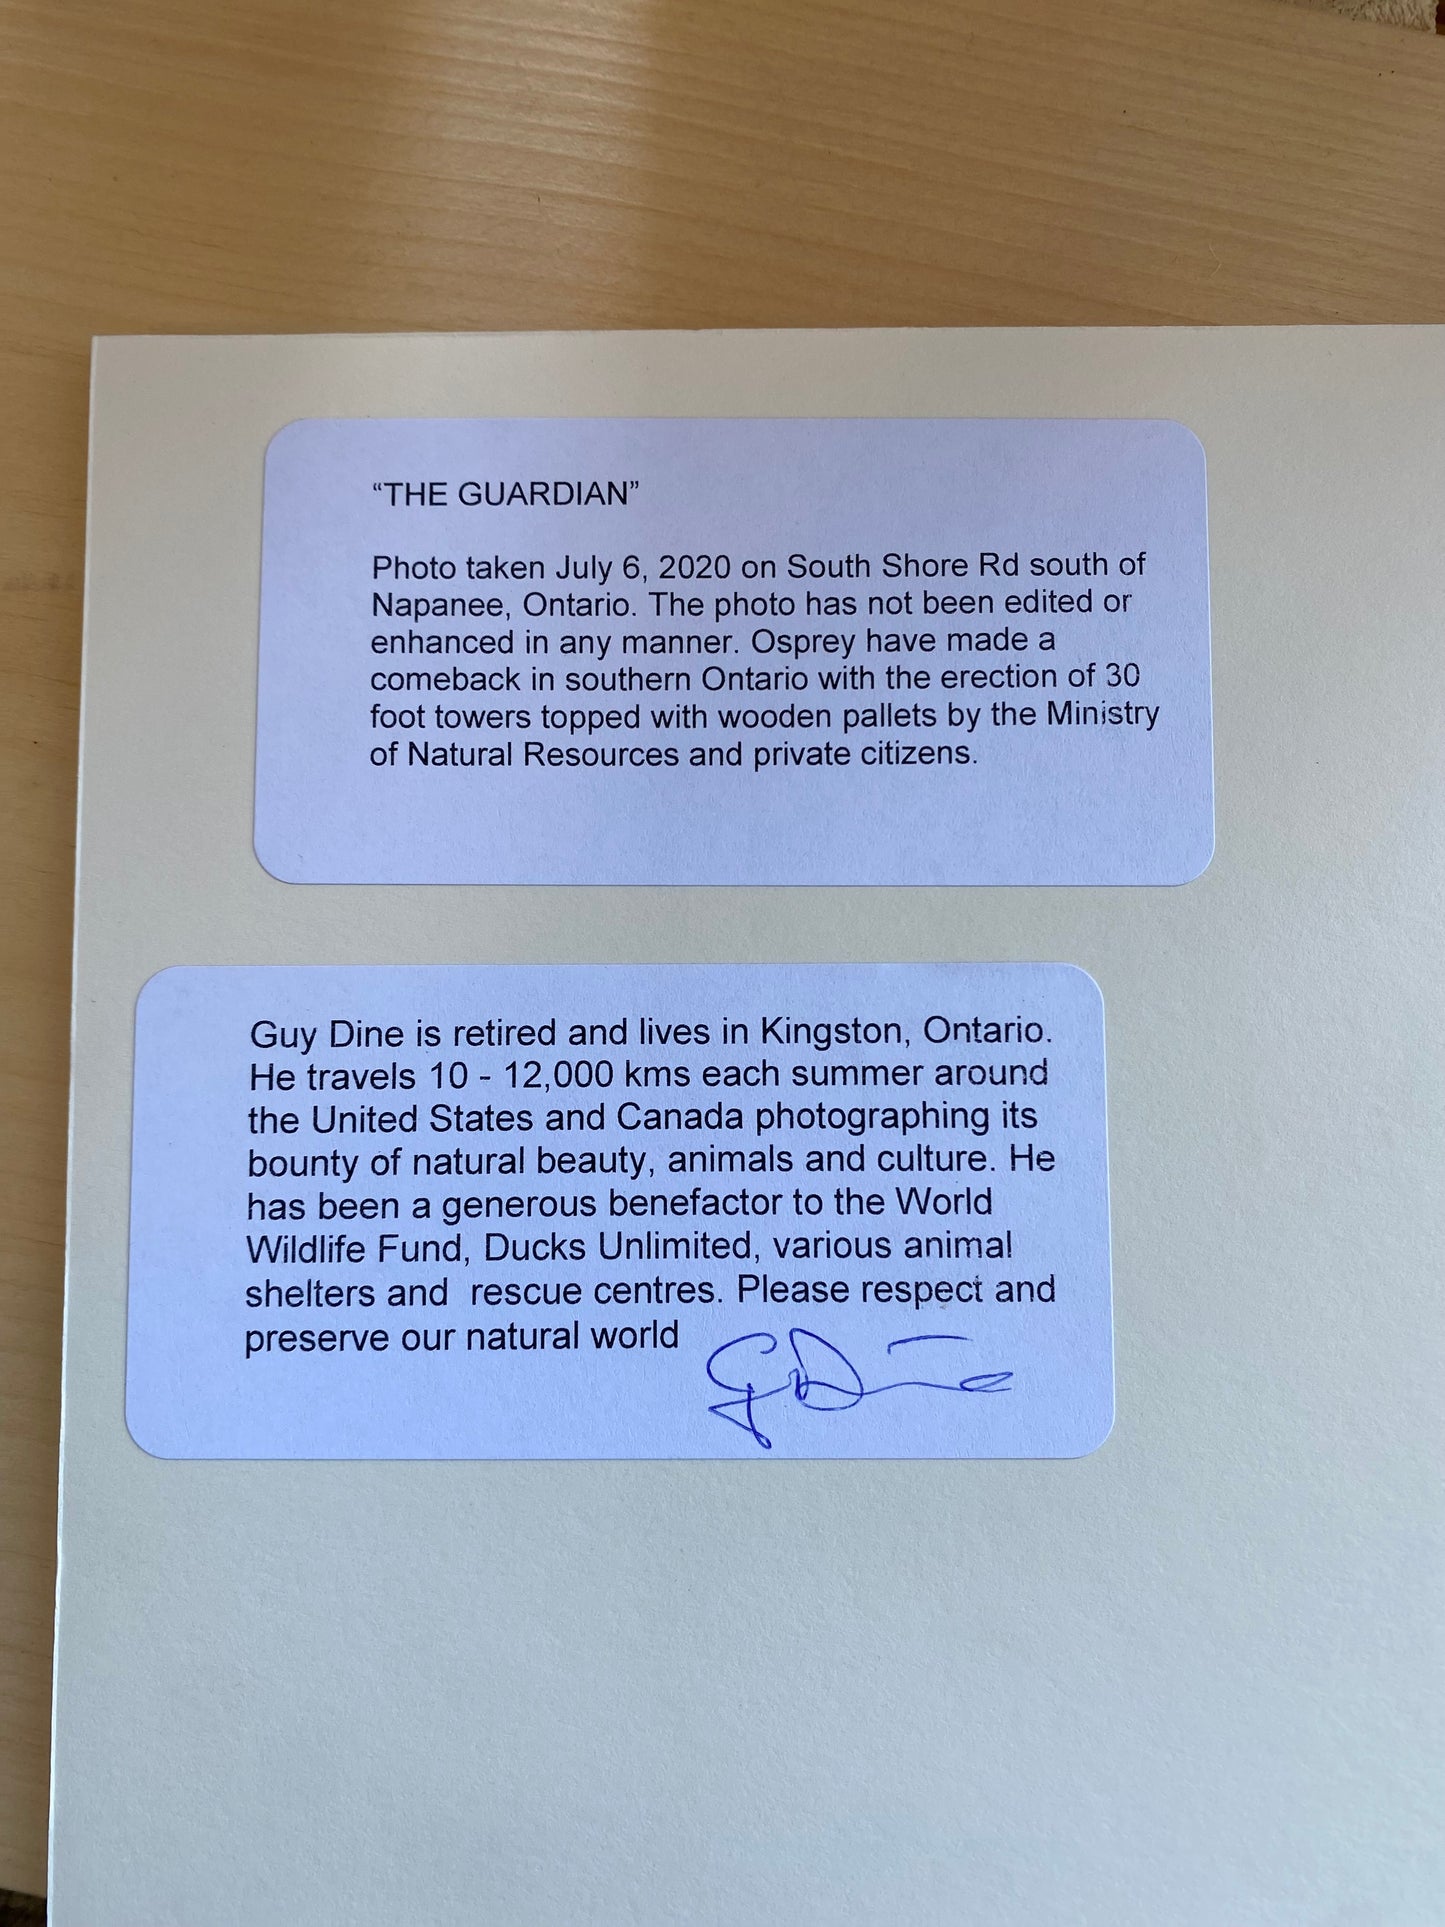 “THE GUARDIAN”
Photo taken July 6, 2020 on South Shore Rd south of
Napanee, Ontario. The photo has not been edited or
enhanced in any manner. Osprey have made a
comeback in southern Ontario with the erection of 30
foot towers topped with wooden pallets by the Ministry
of Natural Resources and private citizens.
Guy Dine is retired and lives in Kingston, Ontario.
He travels 10 - 12,000 kms each summer around
the United States and Canada photographing its
bounty of natural beauty, animals and culture. He
has been a generous benefactor to the World
Wildlife Fund, Ducks Unlimited, various animal
shelters and  rescue centres. Please respect and
preserve our natural world
G Dine